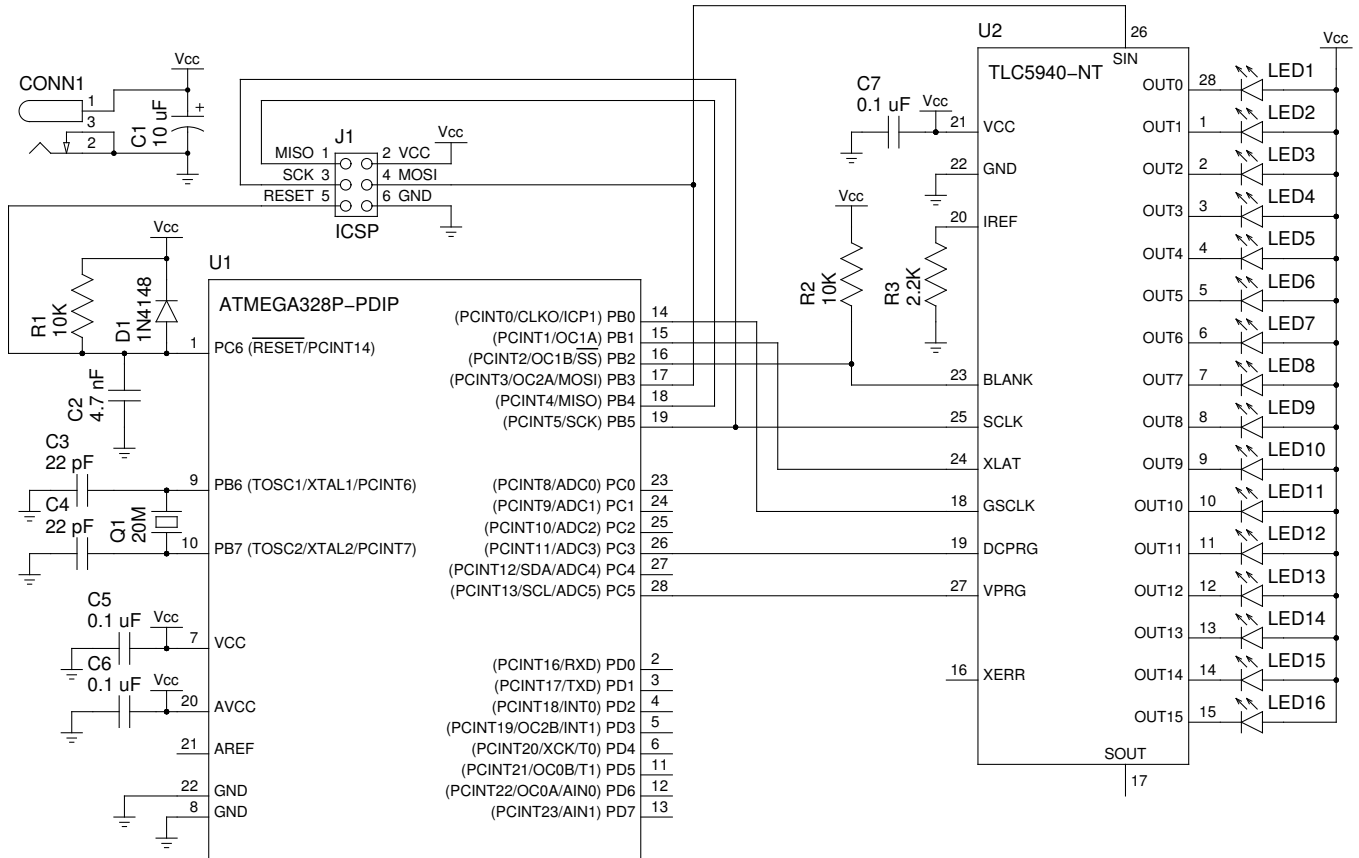 CONN1
1
3
2
Vcc
C1
10 uF
+
J1
Vcc
MISO 1
2 VCC
SCK 3
4 MOSI
RESET 5
6 GND
ICSP
Vcc
R1
10K
D1
1N4148
C2
4.7 nF
C3
22 pF
C4
22 pF
Q1
20M
C5
0.1 uF
Vcc
C6
0.1 uF
Vcc
U1
ATMEGA328P-PDIP
1 PC6 (RESET/PCINT14)
9 PB6 (TOSC1/XTAL1/PCINT6)
10 PB7 (TOSC2/XTAL2/PCINT7)
7 VCC
20 AVCC
21 AREF
22 GND
8 GND
(PCINT0/CLKO/ICP1) PB0 14
(PCINT1/OC1A) PB1 15
(PCINT2/OC1B/SS) PB2 16
(PCINT3/OC2A/MOSI) PB3 17
(PCINT4/MISO) PB4 18
(PCINT5/SCK) PB5 19
(PCINT8/ADC0) PC0 23
(PCINT9/ADC1) PC1 24
(PCINT10/ADC2) PC2 25
(PCINT11/ADC3) PC3 26
(PCINT12/SDA/ADC4) PC4 27
(PCINT13/SCL/ADC5) PC5 28
(PCINT16/RXD) PD0 2
(PCINT17/TXD) PD1 3
(PCINT18/INT0) PD2 4
(PCINT19/OC2B/INT1) PD3 5
(PCINT20/XCK/T0) PD4 6
(PCINT21/OC0B/T1) PD5 11
(PCINT22/OC0A/AIN0) PD6 12
(PCINT23/AIN1) PD7 13
C7
0.1 uF
Vcc
Vcc
R2
10K
R3
2.2K
U2
26
SIN
TLC5940-NT
21 VCC
22 GND
20 IREF
23 BLANK
25 SCLK
24 XLAT
18 GSCLK
19 DCPRG
27 VPRG
16 XERR
SOUT
17
Vcc
OUT0 28 LED1
OUT1 1 LED2
OUT2 2 LED3
OUT3 3 LED4
OUT4 4 LED5
OUT5 5 LED6
OUT6 6 LED7
OUT7 7 LED8
OUT8 8 LED9
OUT9 9 LED10
OUT10 10 LED11
OUT11 11 LED12
OUT12 12 LED13
OUT13 13 LED14
OUT14 14 LED15
OUT15 15 LED16